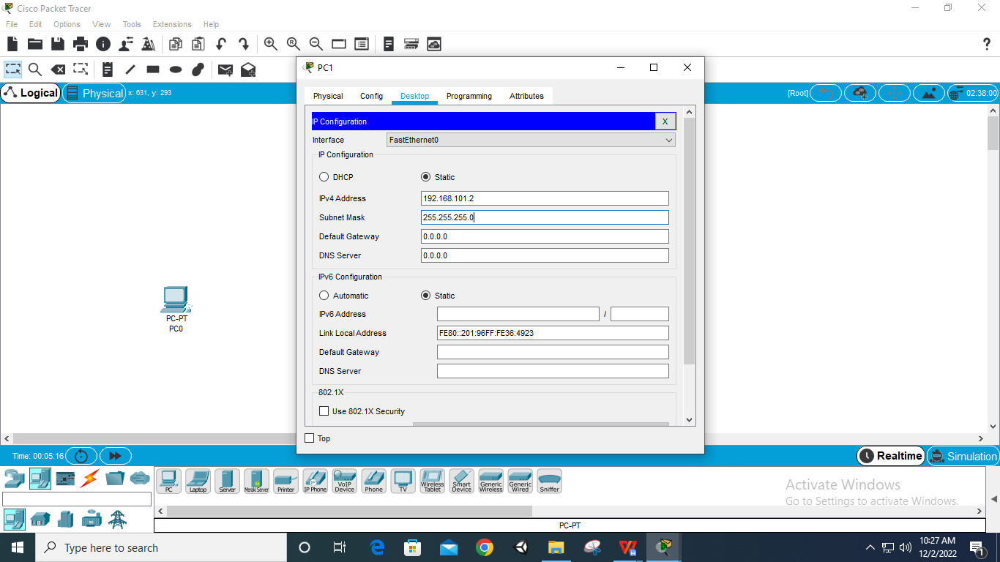 Cisco Packet Tracer
File Edit Options View Tools Extensions Help
?
Logical Physical x: 631, y: 293 [Root] 02:38:00
PC1
Physical Config Desktop Programming Attributes
IP Configuration X
Interface FastEthernet0
IP Configuration
DHCP Static
IPv4 Address 192.168.101.2
Subnet Mask 255.255.255.0
Default Gateway 0.0.0.0
DNS Server 0.0.0.0
IPv6 Configuration
Automatic Static
IPv6 Address /
Link Local Address FE80::201:96FF:FE36:4923
Default Gateway
DNS Server
802.1X
Use 802.1X Security
Top
PC-PT
PC0
Time: 00:05:16 Realtime Simulation
PC Laptop Server Meraki Server Printer IP Phone VoIP Device Phone TV Wireless Tablet Smart Device Generic Wireless Generic Wired Sniffer
Activate Windows
Go to Settings to activate Windows.
PC-PT
Type here to search
10:27 AM
12/2/2022
1